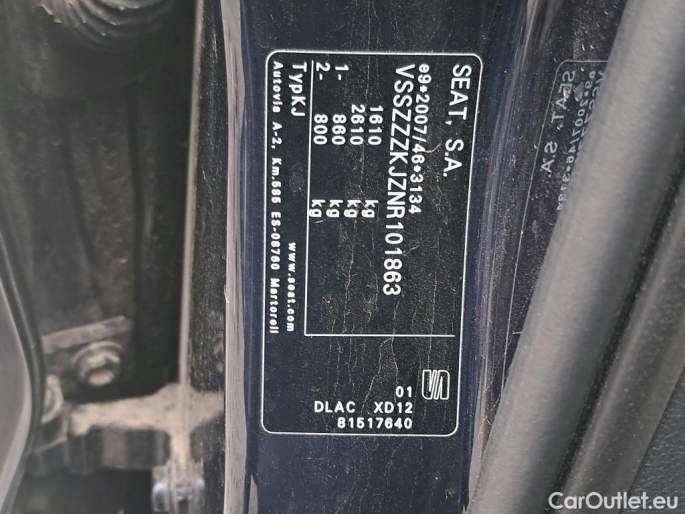 SEAT, S.A.
e9*2007/46*3134
VSSZZZKJZNR101863
1610 kg
2610 kg
1- 860 kg
2- 800 kg
TypKJ www.seat.com
Autovia A-2, Km.585 ES-08760 Martorell
01
DLAC XD12
81517640
CarOutlet.eu